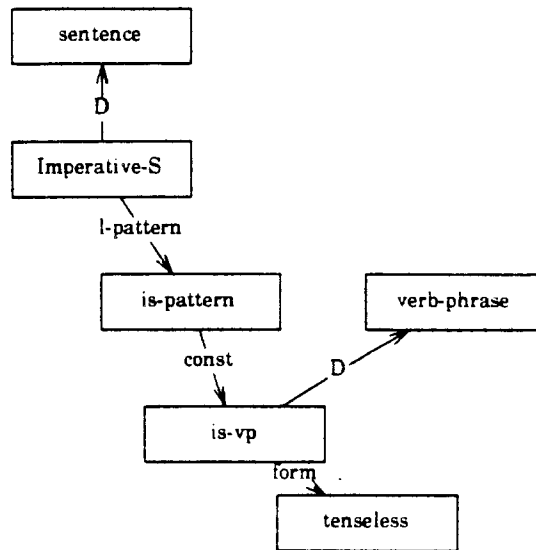 sentence
D
Imperative-S
l-pattern
is-pattern
verb-phrase
const
D
is-vp
form
tenseless